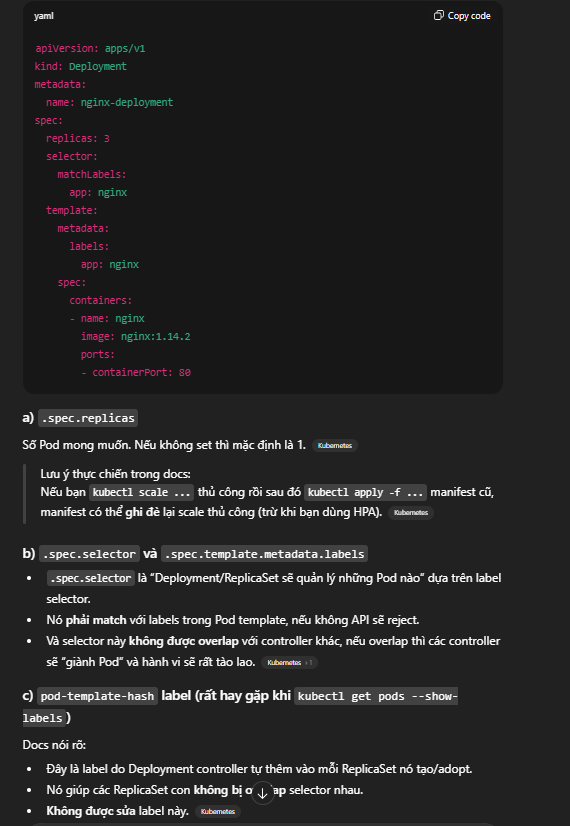 yaml
Copy code
apiVersion: apps/v1
kind: Deployment
metadata:
  name: nginx-deployment
spec:
  replicas: 3
  selector:
    matchLabels:
      app: nginx
  template:
    metadata:
      labels:
        app: nginx
    spec:
      containers:
      - name: nginx
        image: nginx:1.14.2
        ports:
        - containerPort: 80
a) .spec.replicas
Số Pod mong muốn. Nếu không set thì mặc định là 1. Kubernetes
Lưu ý thực chiến trong docs:
Nếu bạn kubectl scale ... thủ công rồi sau đó kubectl apply -f ... manifest cũ,
manifest có thể ghi đè lại scale thủ công (trừ khi bạn dùng HPA). Kubernetes
b) .spec.selector và .spec.template.metadata.labels
• .spec.selector là “Deployment/ReplicaSet sẽ quản lý những Pod nào” dựa trên label
selector.
• Nó phải match với labels trong Pod template, nếu không API sẽ reject.
• Và selector này không được overlap với controller khác, nếu overlap thì các controller
sẽ “giành Pod” và hành vi sẽ rất tào lao. Kubernetes +1
c) pod-template-hash label (rất hay gặp khi kubectl get pods --show-
labels)
Docs nói rõ:
• Đây là label do Deployment controller tự thêm vào mỗi ReplicaSet nó tạo/adopt.
• Nó giúp các ReplicaSet con không bị selector nhau.
• Không được sửa label này. Kubernetes